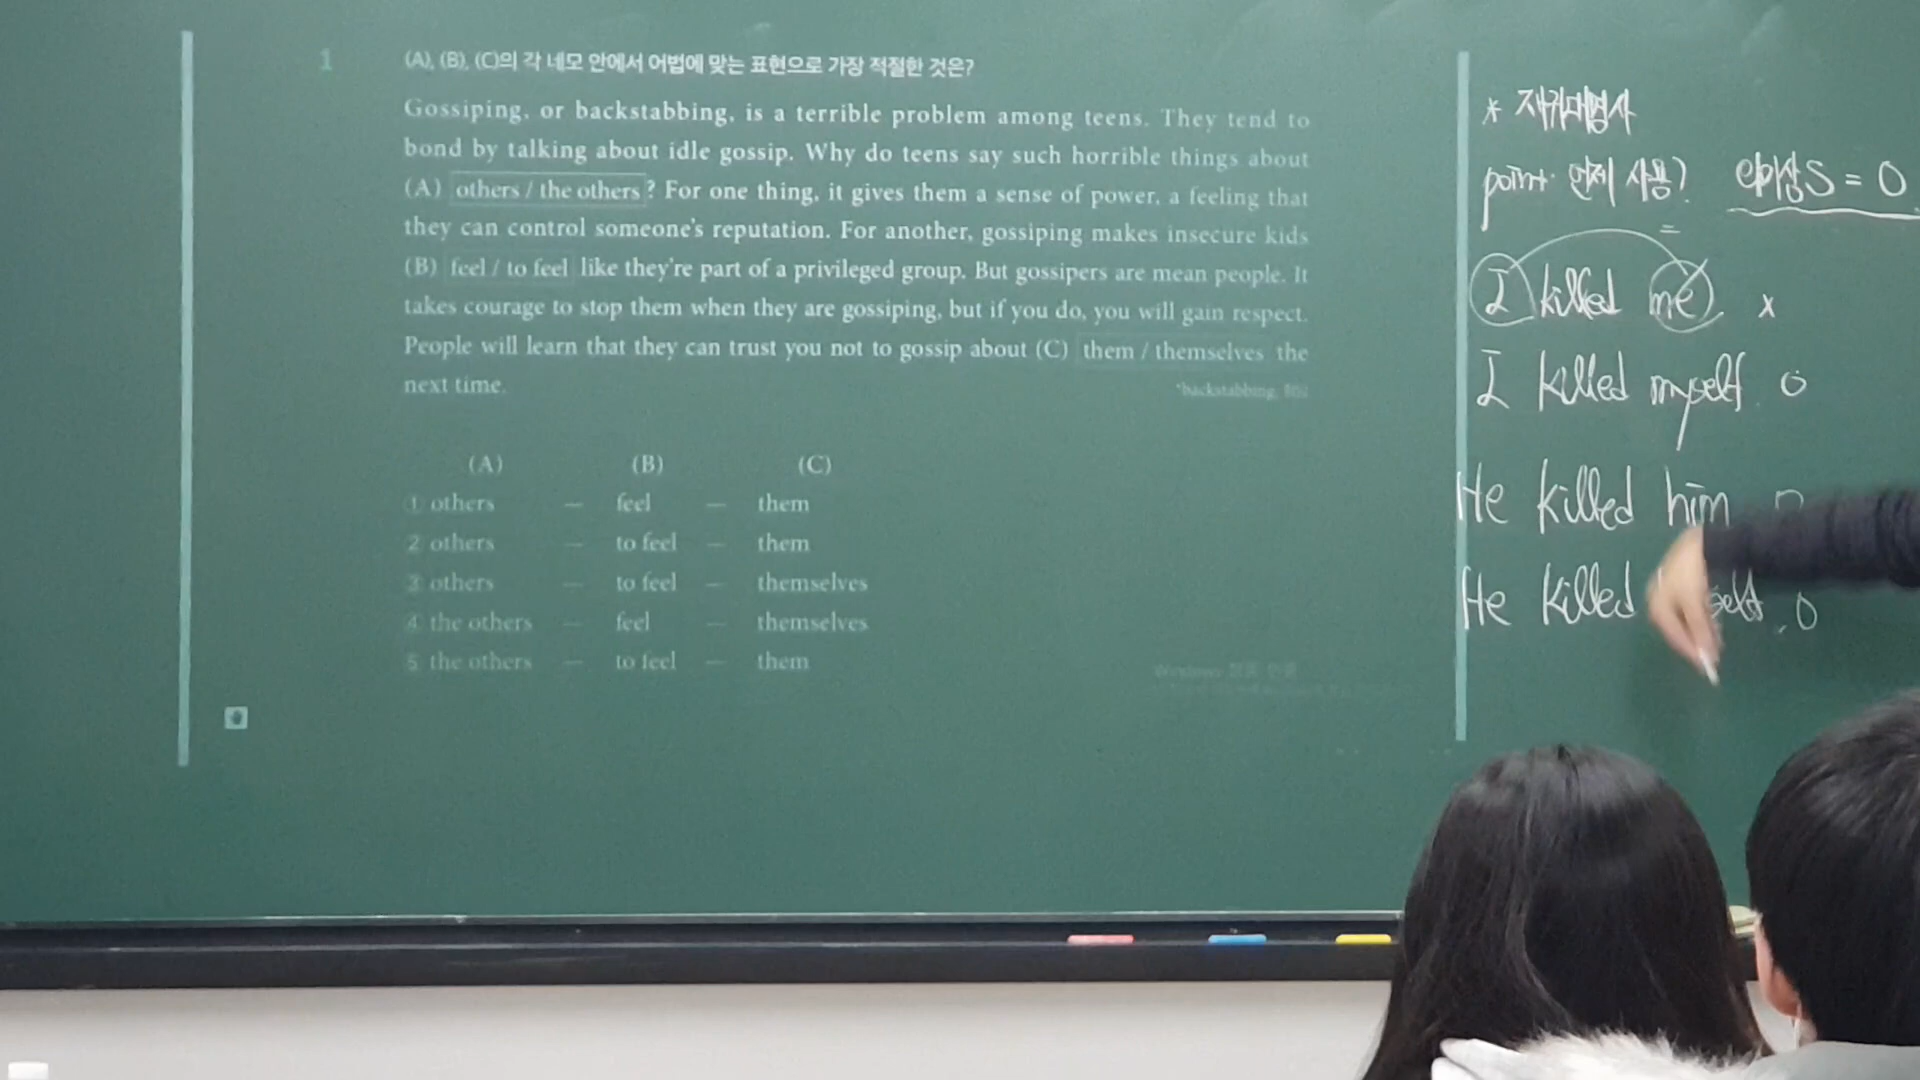 1
(A), (B), (C)의 각 네모 안에서 어법에 맞는 표현으로 가장 적절한 것은?
Gossiping, or backstabbing, is a terrible problem among teens. They tend to
bond by talking about idle gossip. Why do teens say such horrible things about
(A) others / the others ? For one thing, it gives them a sense of power, a feeling that
they can control someone's reputation. For another, gossiping makes insecure kids
(B) feel / to feel like they're part of a privileged group. But gossipers are mean people. It
takes courage to stop them when they are gossiping, but if you do, you will gain respect.
People will learn that they can trust you not to gossip about (C) them / themselves the
next time.
*backstabbing:
(A) (B) (C)
① others — feel — them
2 others — to feel — them
3 others — to feel — themselves
4 the others — feel — themselves
5 the others — to feel — them
Windows 정품 인증
* 재귀대명사
point 언제 사용? S = O
=
I killed me. x
I killed myself. o
He killed him
He killed self. O